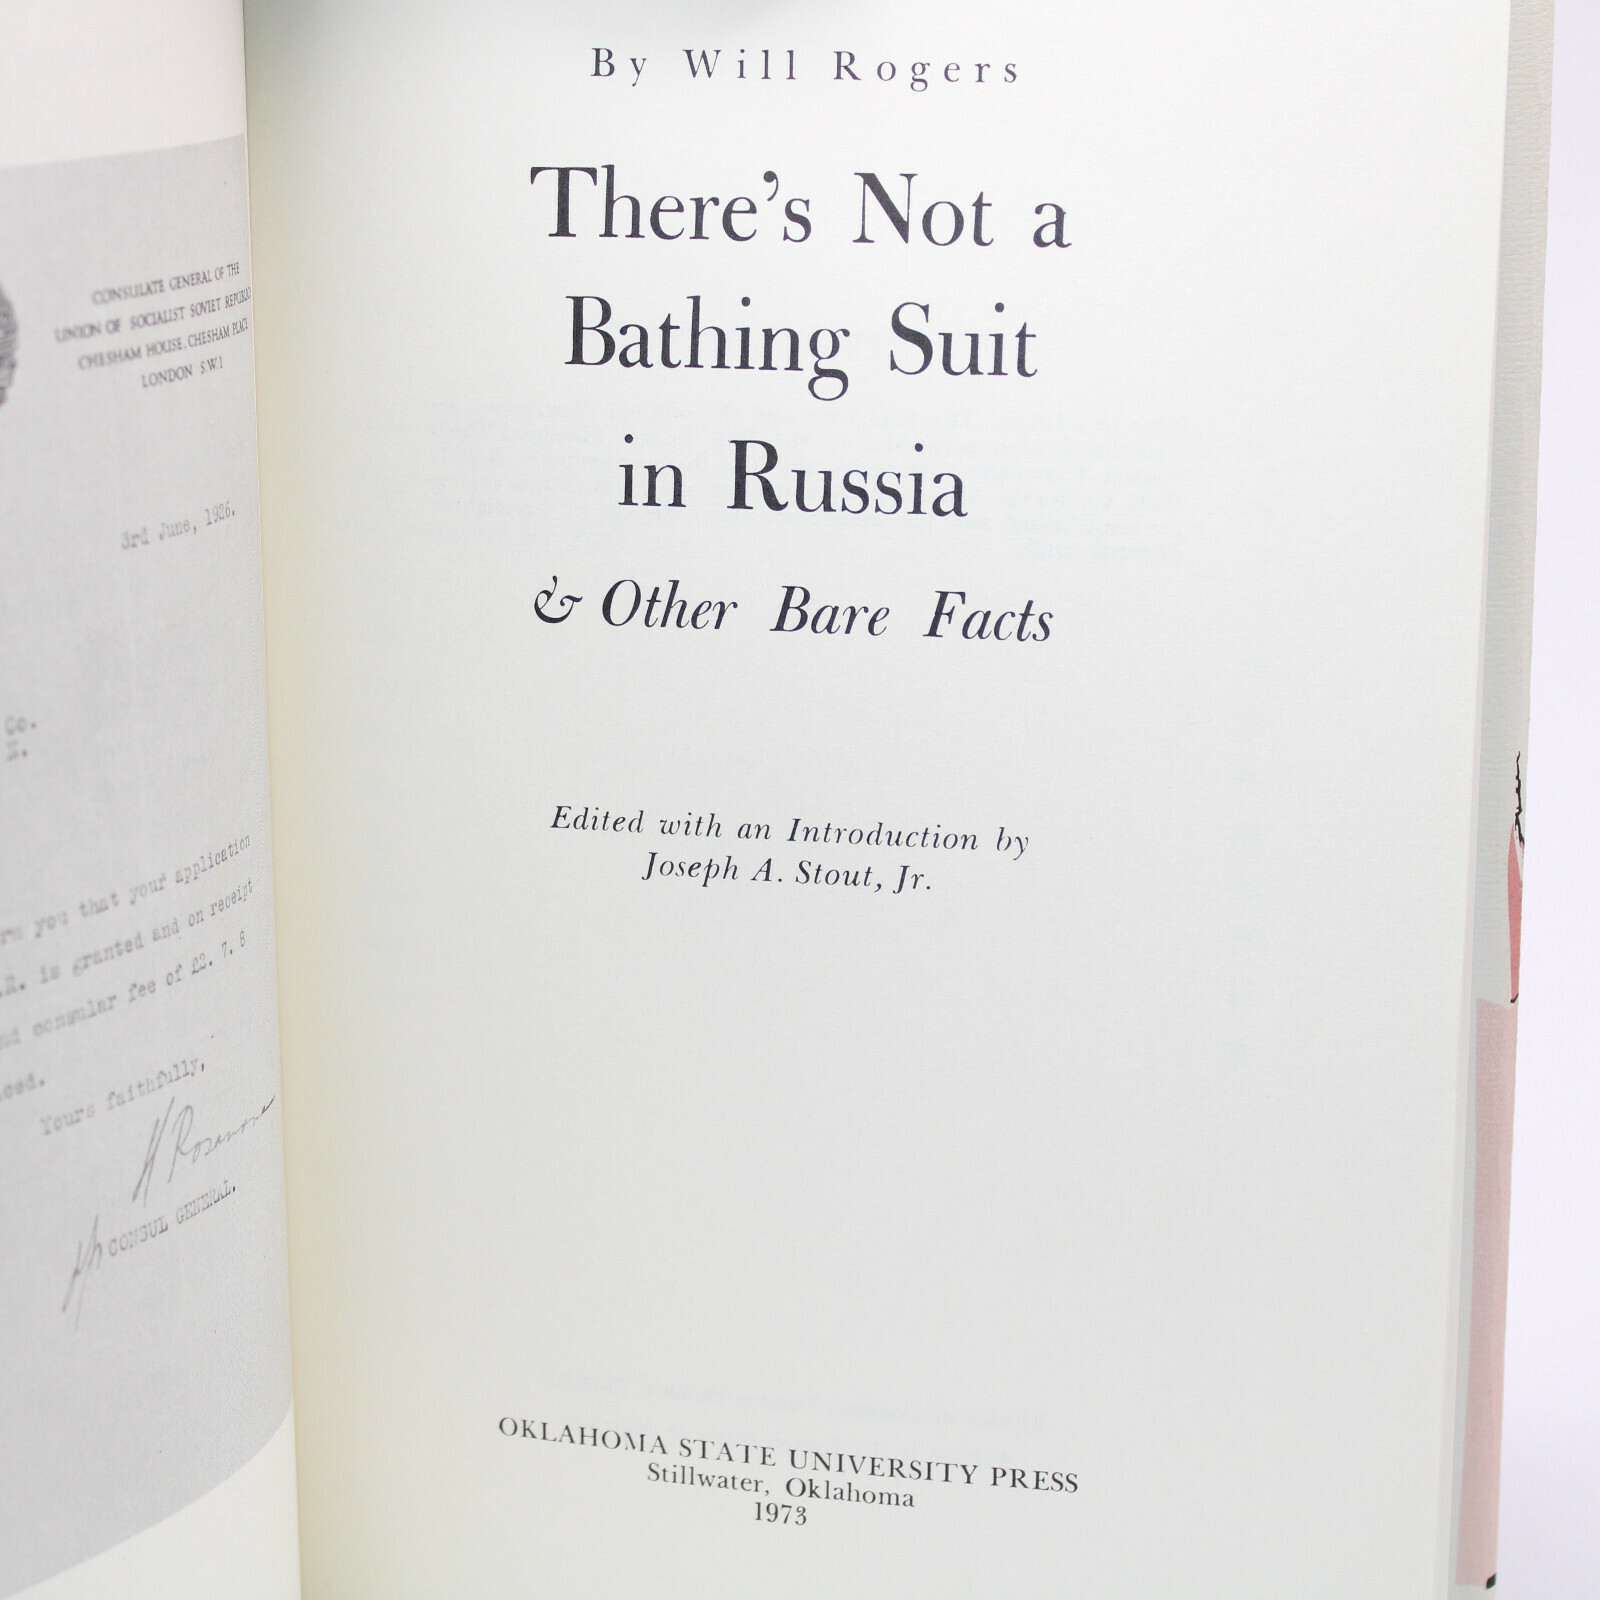 CONSULATE GENERAL OF THE
UNION OF SOCIALIST SOVIET
CHESHAM HOUSE, CHESHAM PLACE
LONDON S.W.1
3rd June, 1926.
Co.
you that your application
is granted and on receipt
consular fee of £2. 7. 8
Yours faithfully,
CONSUL GENERAL.
By Will Rogers
There's Not a
Bathing Suit
in Russia
& Other Bare Facts
Edited with an Introduction by
Joseph A. Stout, Jr.
OKLAHOMA STATE UNIVERSITY PRESS
Stillwater, Oklahoma
1973